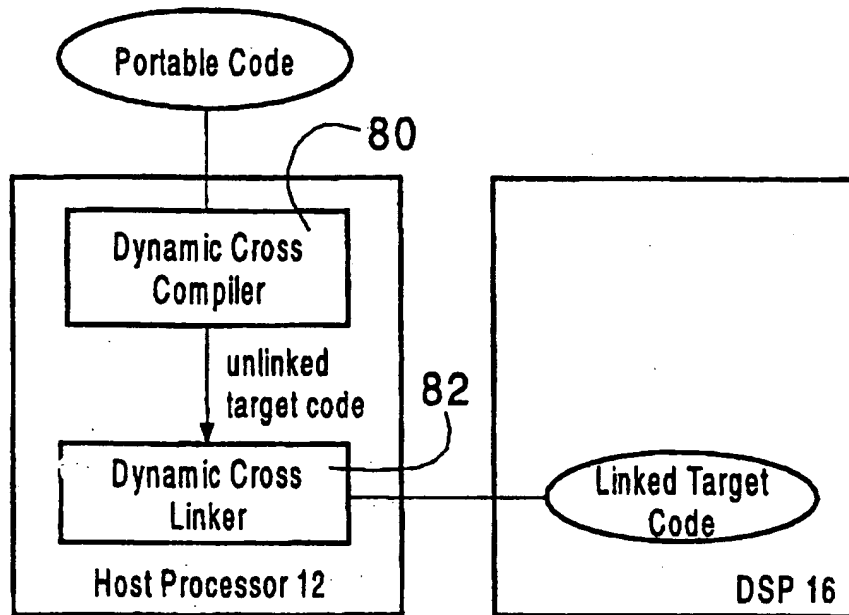 Portable Code
80
Dynamic Cross
Compiler
unlinked
target code
82
Dynamic Cross
Linker
Linked Target
Code
Host Processor 12
DSP 16